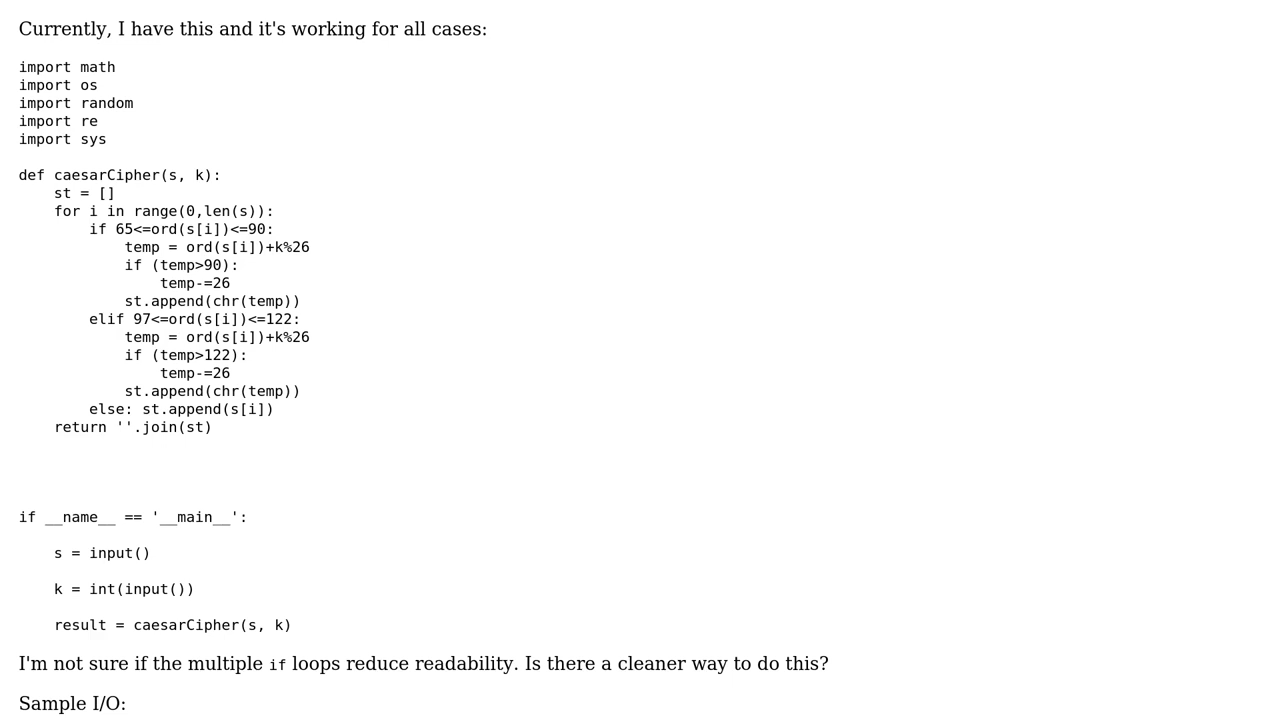 Currently, I have this and it's working for all cases:
import math
import os
import random
import re
import sys
def caesarCipher(s, k):
    st = []
    for i in range(0,len(s)):
        if 65<=ord(s[i])<=90:
            temp = ord(s[i])+k%26
            if (temp>90):
                temp-=26
            st.append(chr(temp))
        elif 97<=ord(s[i])<=122:
            temp = ord(s[i])+k%26
            if (temp>122):
                temp-=26
            st.append(chr(temp))
        else: st.append(s[i])
    return ''.join(st)
if __name__ == '__main__':
    s = input()
    k = int(input())
    result = caesarCipher(s, k)
I'm not sure if the multiple if loops reduce readability. Is there a cleaner way to do this?
Sample I/O: